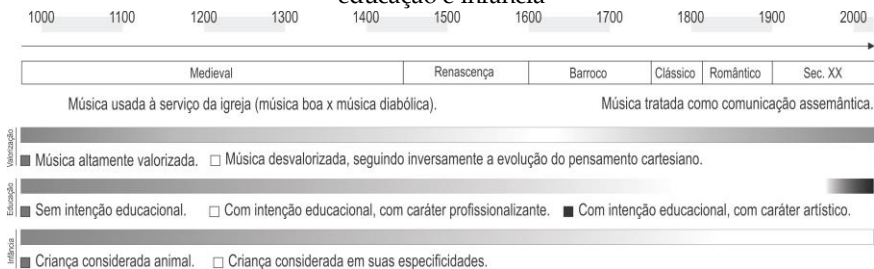 educação e infância
1000 1100 1200 1300 1400 1500 1600 1700 1800 1900 2000
Medieval Renascença Barroco Clássico Romântico Sec. XX
Música usada à serviço da igreja (música boa x música diabólica). Música tratada como comunicação assemântica.
Valorização
Música altamente valorizada. Música desvalorizada, seguindo inversamente a evolução do pensamento cartesiano.
Educação
Sem intenção educacional. Com intenção educacional, com caráter profissionalizante. Com intenção educacional, com caráter artístico.
Infância
Criança considerada animal. Criança considerada em suas especificidades.